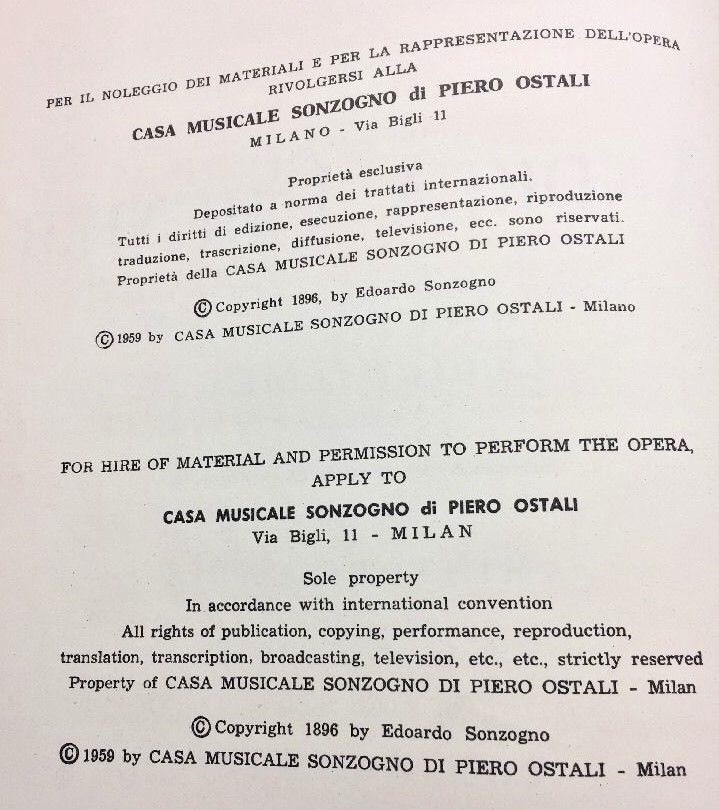 PER IL NOLEGGIO DEI MATERIALI E PER LA RAPPRESENTAZIONE DELL'OPERA
RIVOLGERSI ALLA
CASA MUSICALE SONZOGNO di PIERO OSTALI
MILANO - Via Bigli 11
Proprietà esclusiva
Depositato a norma dei trattati internazionali.
Tutti i diritti di edizione, esecuzione, rappresentazione, riproduzione
traduzione, trascrizione, diffusione, televisione, ecc. sono riservati.
Proprietà della CASA MUSICALE SONZOGNO DI PIERO OSTALI
© Copyright 1896, by Edoardo Sonzogno
© 1959 by CASA MUSICALE SONZOGNO DI PIERO OSTALI - Milano
FOR HIRE OF MATERIAL AND PERMISSION TO PERFORM THE OPERA,
APPLY TO
CASA MUSICALE SONZOGNO di PIERO OSTALI
Via Bigli, 11 - MILAN
Sole property
In accordance with international convention
All rights of publication, copying, performance, reproduction,
translation, transcription, broadcasting, television, etc., etc., strictly reserved
Property of CASA MUSICALE SONZOGNO DI PIERO OSTALI - Milan
© Copyright 1896 by Edoardo Sonzogno
© 1959 by CASA MUSICALE SONZOGNO DI PIERO OSTALI - Milan